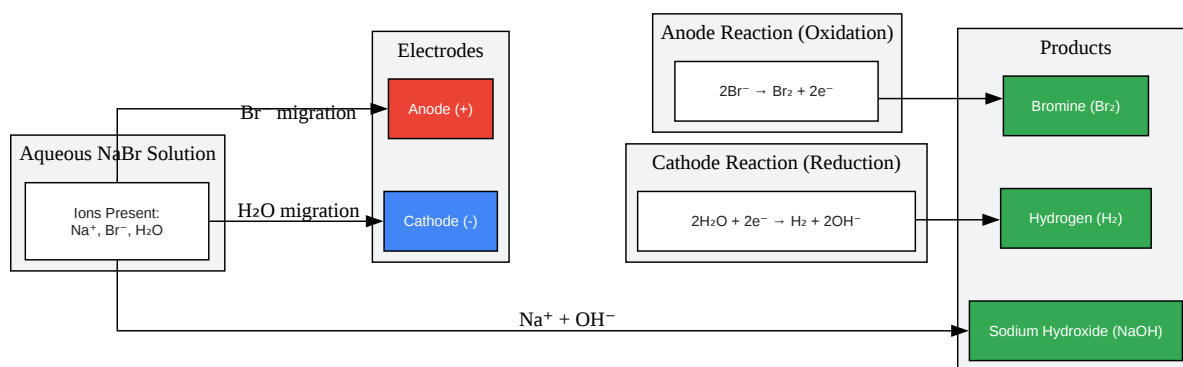 Electrodes
Anode (+)
Br⁻ migration
Aqueous NaBr Solution
Ions Present:
Na⁺, Br⁻, H₂O
H₂O migration
Cathode (-)
Anode Reaction (Oxidation)
2Br⁻ → Br₂ + 2e⁻
Cathode Reaction (Reduction)
2H₂O + 2e⁻ → H₂ + 2OH⁻
Products
Bromine (Br₂)
Hydrogen (H₂)
Na⁺ + OH⁻
Sodium Hydroxide (NaOH)